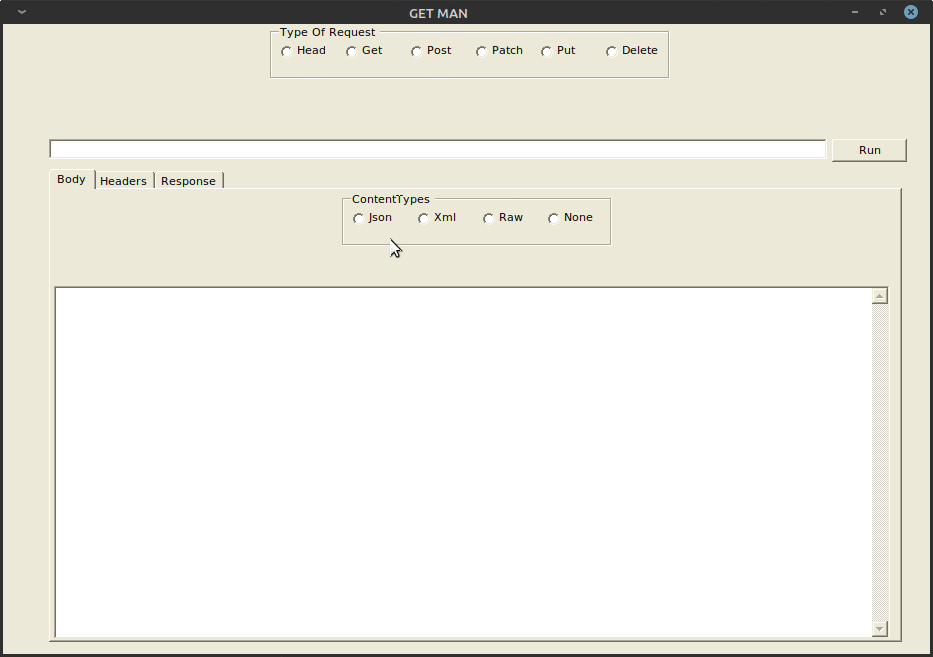 GET MAN
Type Of Request
Head Get Post Patch Put Delete
Run
Body Headers Response
ContentTypes
Json Xml Raw None